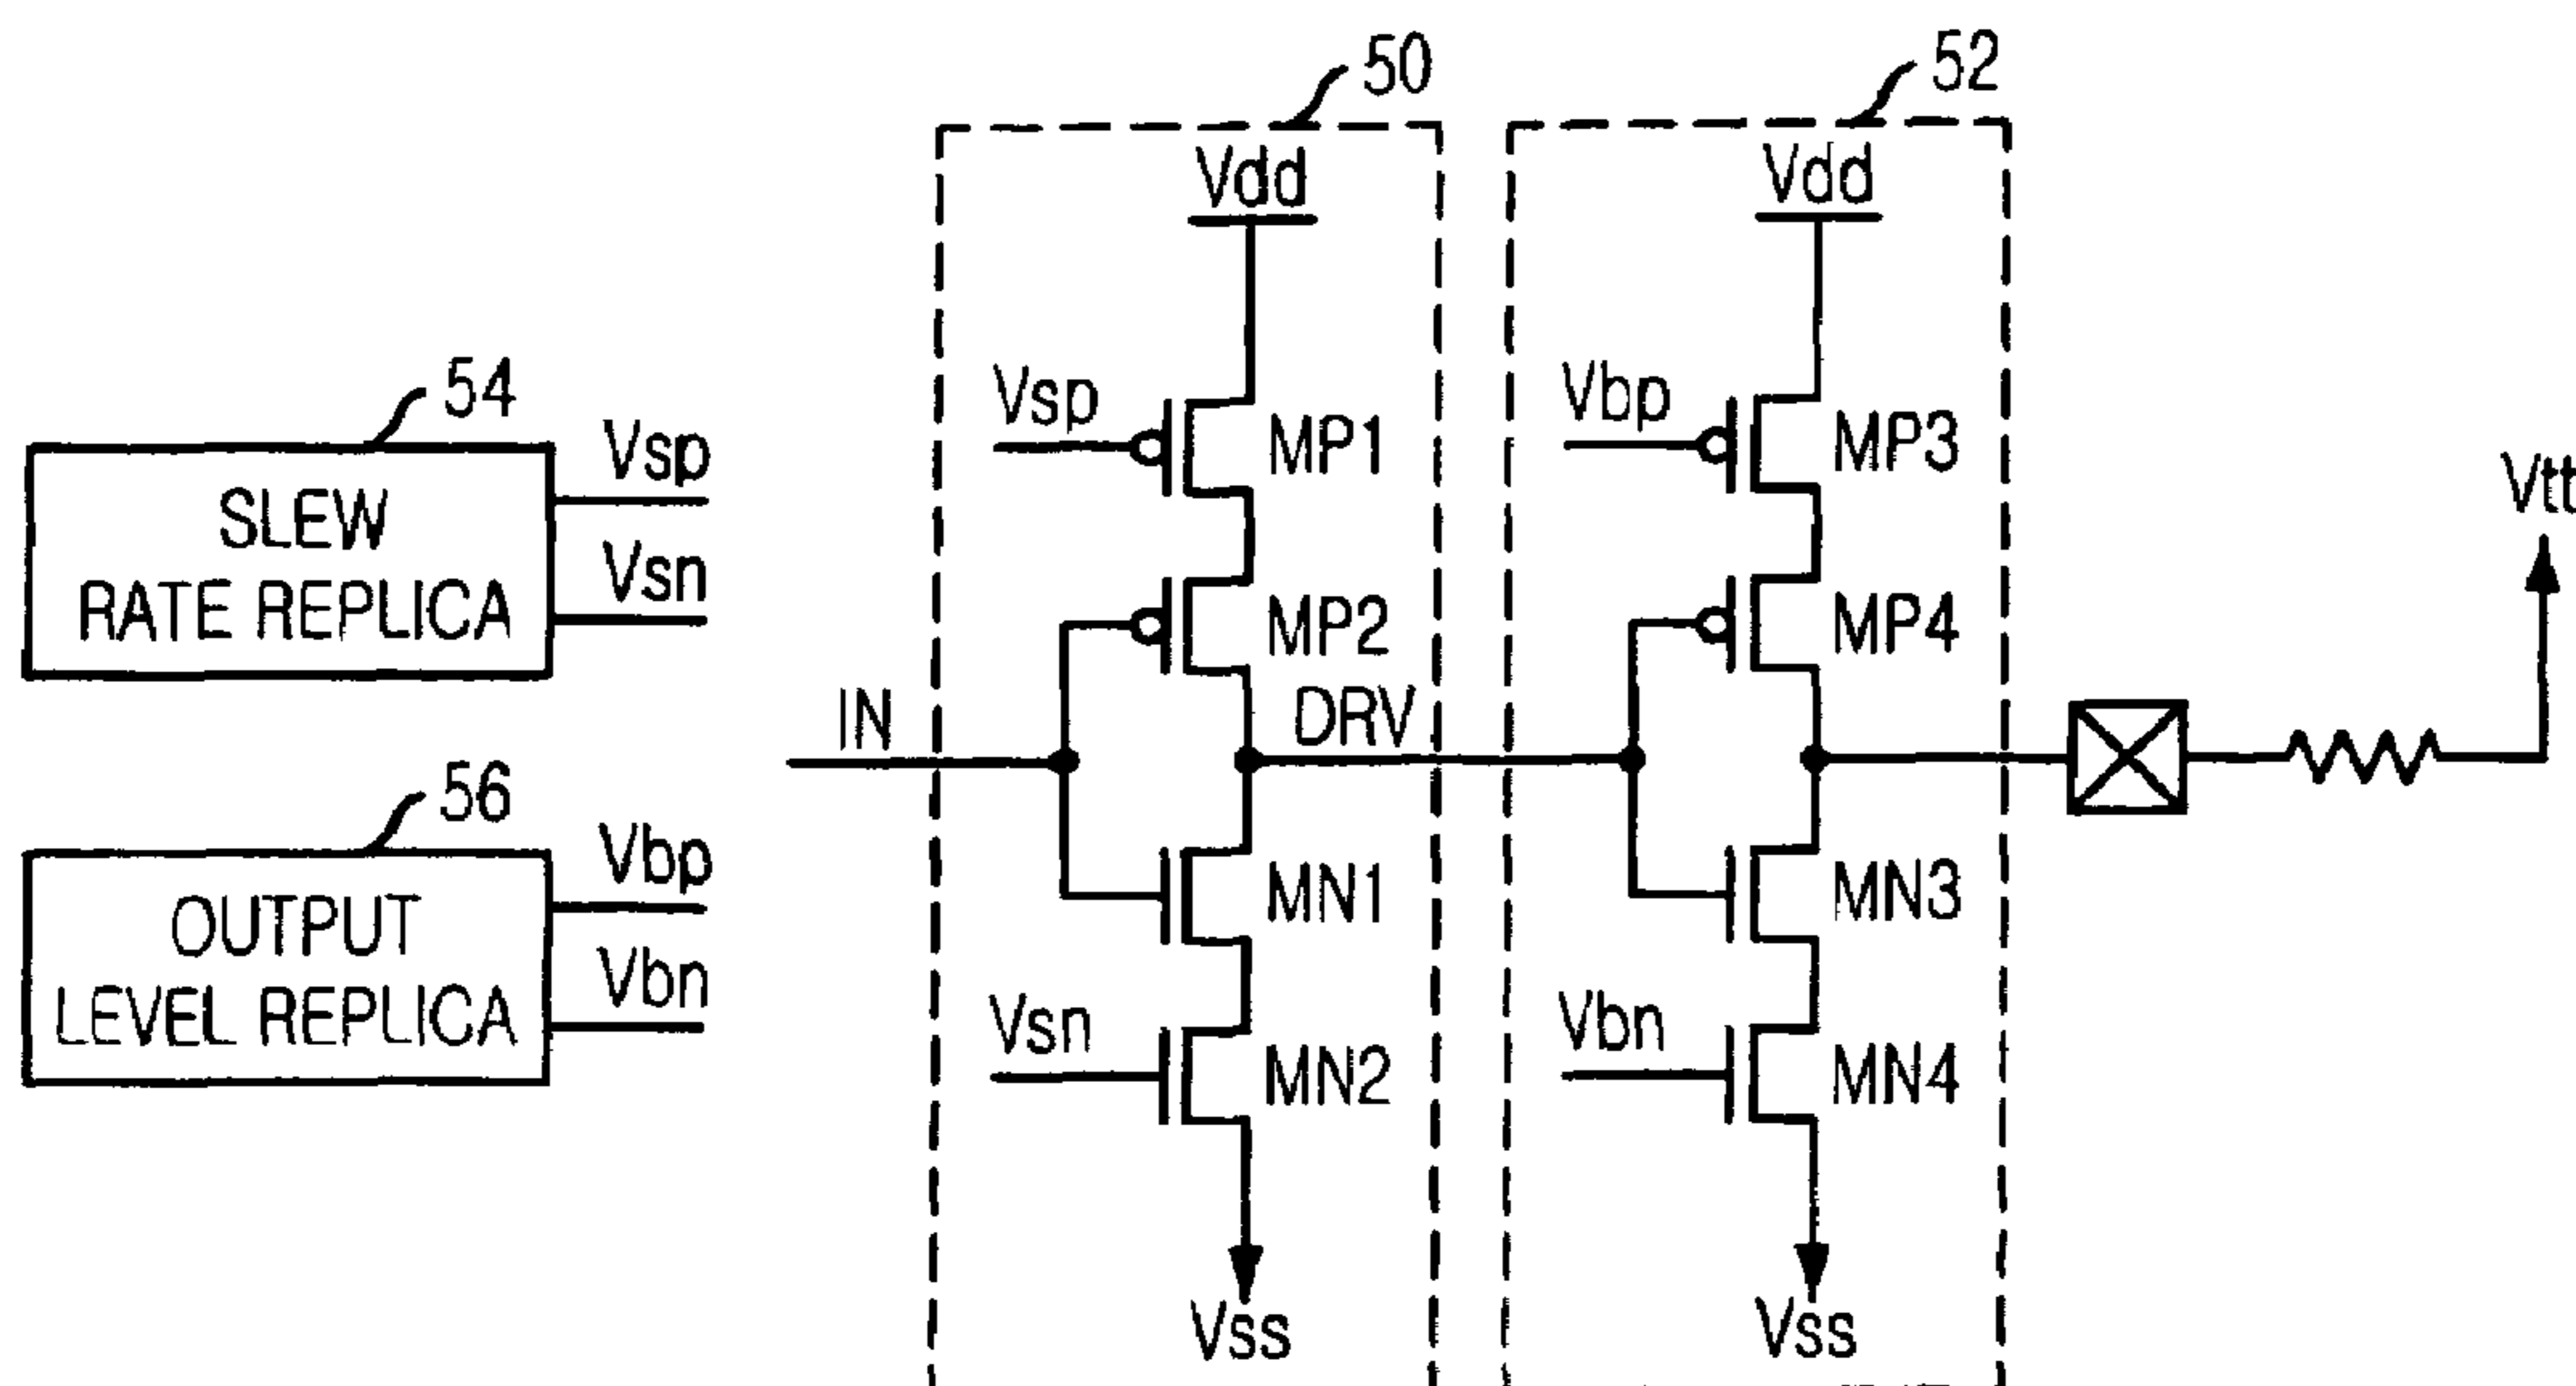 50
52
Vdd
Vdd
54
Vsp
Vsn
SLEW
RATE REPLICA
56
Vbp
Vbn
OUTPUT
LEVEL REPLICA
IN
Vsp
MP1
MP2
DRV
MN1
Vsn
MN2
Vss
Vbp
MP3
MP4
MN3
Vbn
MN4
Vss
Vtt